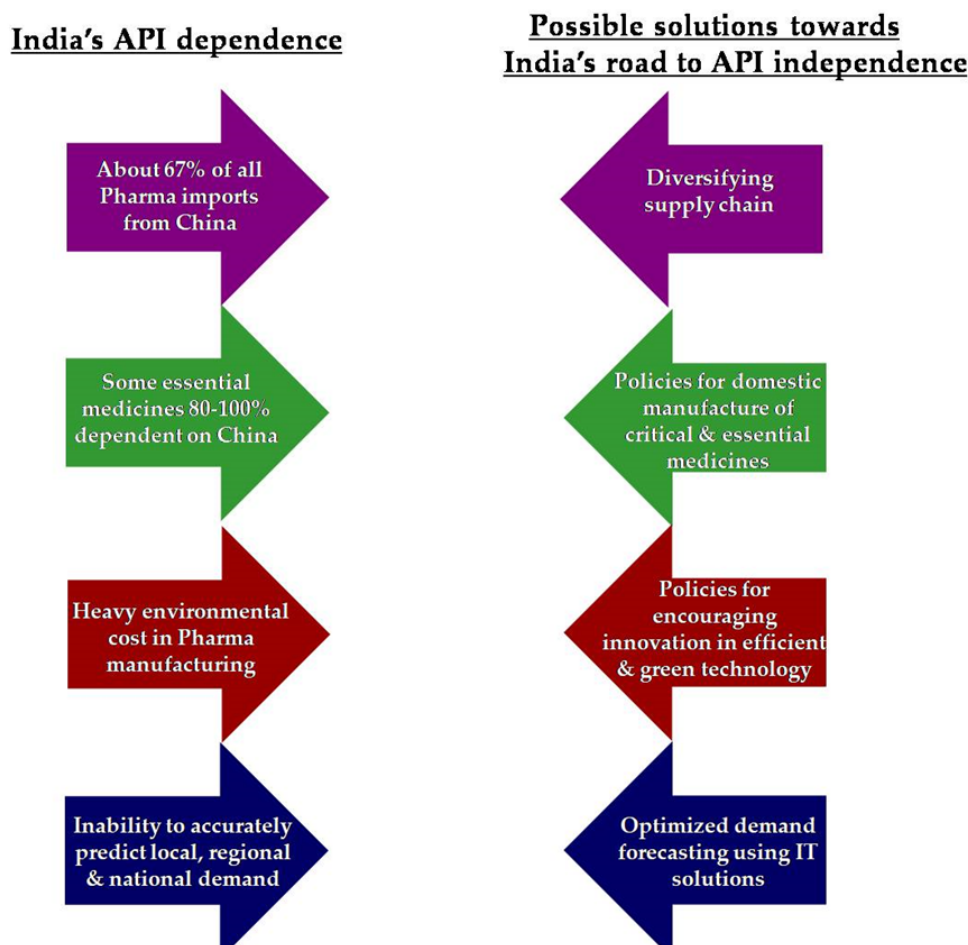 India's API dependence
Possible solutions towards
India's road to API independence
About 67% of all
Pharma imports
from China
Diversifying
supply chain
Some essential
medicines 80-100%
dependent on China
Policies for domestic
manufacture of
critical & essential
medicines
Heavy environmental
cost in Pharma
manufacturing
Policies for
encouraging
innovation in efficient
& green technology
Inability to accurately
predict local, regional
& national demand
Optimized demand
forecasting using IT
solutions